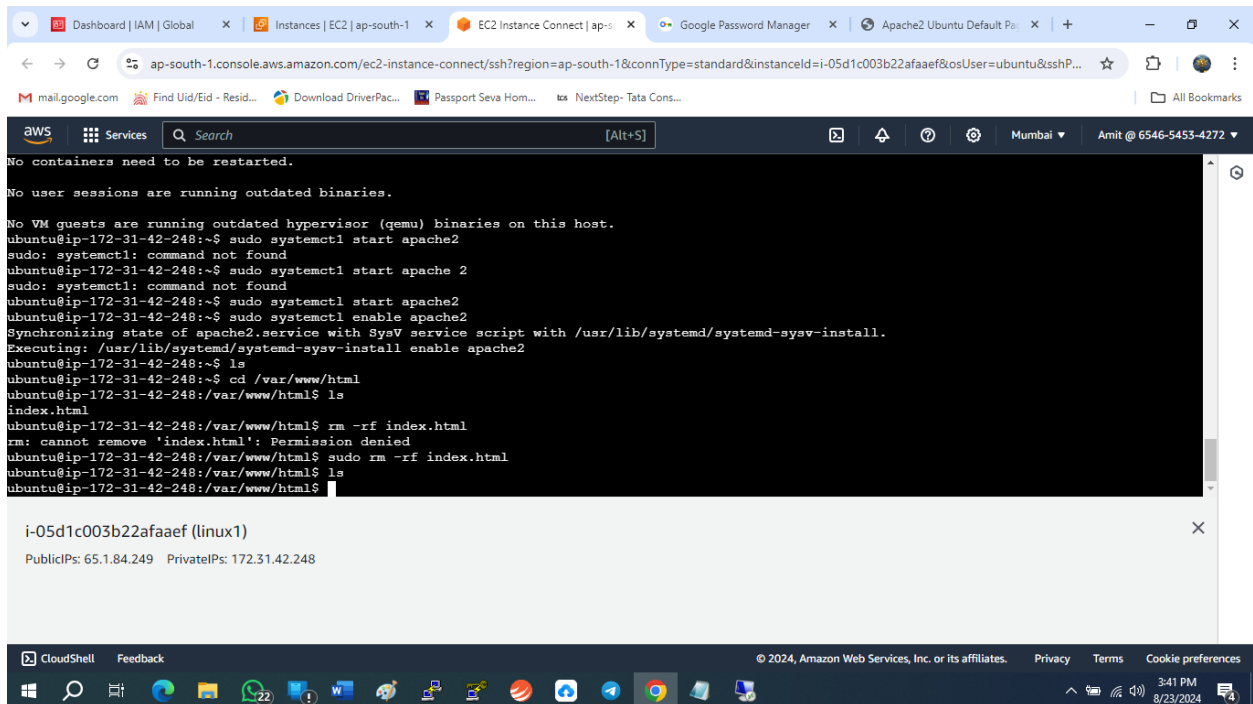 Dashboard | IAM | Global
Instances | EC2 | ap-south-1
EC2 Instance Connect | ap-s
Google Password Manager
Apache2 Ubuntu Default Pa
ap-south-1.console.aws.amazon.com/ec2-instance-connect/ssh?region=ap-south-1&connType=standard&instanceId=i-05d1c003b22afaaef&osUser=ubuntu&sshP...
mail.google.com
Find Uid/Eid - Resid...
Download DriverPac...
Passport Seva Hom...
tcs NextStep- Tata Cons...
All Bookmarks
aws
Services
Search
[Alt+S]
Mumbai
Amit @ 6546-5453-4272
No containers need to be restarted.
No user sessions are running outdated binaries.
No VM guests are running outdated hypervisor (qemu) binaries on this host.
ubuntu@ip-172-31-42-248:~$ sudo systemct1 start apache2
sudo: systemct1: command not found
ubuntu@ip-172-31-42-248:~$ sudo systemct1 start apache 2
sudo: systemct1: command not found
ubuntu@ip-172-31-42-248:~$ sudo systemctl start apache2
ubuntu@ip-172-31-42-248:~$ sudo systemctl enable apache2
Synchronizing state of apache2.service with SysV service script with /usr/lib/systemd/systemd-sysv-install.
Executing: /usr/lib/systemd/systemd-sysv-install enable apache2
ubuntu@ip-172-31-42-248:~$ ls
ubuntu@ip-172-31-42-248:~$ cd /var/www/html
ubuntu@ip-172-31-42-248:/var/www/html$ ls
index.html
ubuntu@ip-172-31-42-248:/var/www/html$ rm -rf index.html
rm: cannot remove 'index.html': Permission denied
ubuntu@ip-172-31-42-248:/var/www/html$ sudo rm -rf index.html
ubuntu@ip-172-31-42-248:/var/www/html$ ls
ubuntu@ip-172-31-42-248:/var/www/html$
i-05d1c003b22afaaef (linux1)
PublicIPs: 65.1.84.249 PrivateIPs: 172.31.42.248
CloudShell
Feedback
© 2024, Amazon Web Services, Inc. or its affiliates.
Privacy
Terms
Cookie preferences
22
3:41 PM
8/23/2024
4